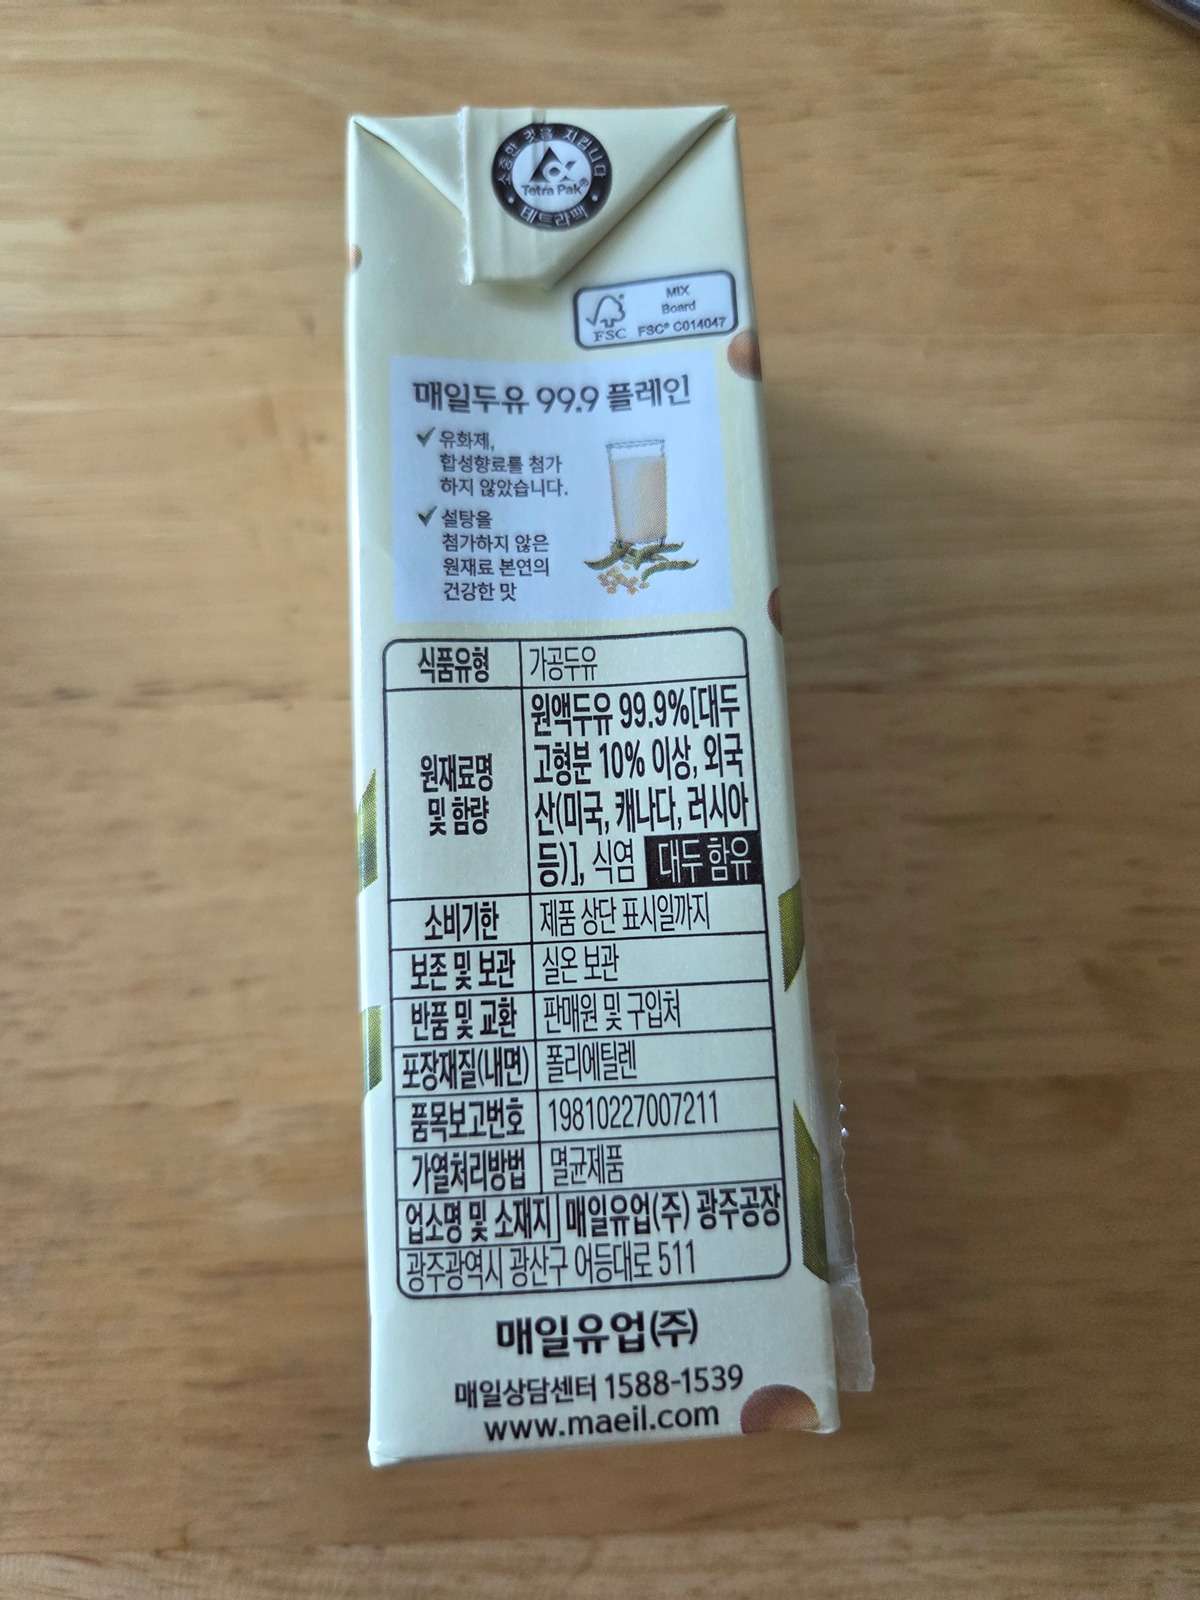 소중한 것을 지킵니다
Tetra Pak®
테트라팩
MIX
Board
FSC
FSC® C014047
매일두유 99.9 플레인
유화제,
합성향료를 첨가
하지 않았습니다.
설탕을
첨가하지 않은
원재료 본연의
건강한 맛
식품유형 가공두유
원재료명
및 함량
원액두유 99.9%[대두
고형분 10% 이상, 외국
산(미국, 캐나다, 러시아
등)], 식염 대두 함유
소비기한 제품 상단 표시일까지
보존 및 보관 실온 보관
반품 및 교환 판매원 및 구입처
포장재질(내면) 폴리에틸렌
품목보고번호 19810227007211
가열처리방법 멸균제품
업소명 및 소재지 매일유업(주) 광주공장
광주광역시 광산구 어등대로 511
매일유업(주)
매일상담센터 1588-1539
www.maeil.com